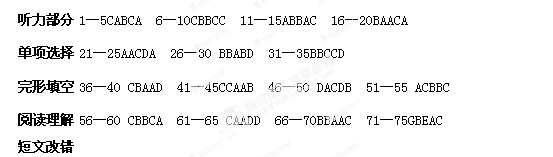 听力部分 1—5CABCA 6—10CBBCC 11—15ABBAC 16—20BAACA
单项选择 21—25AACDA 26—30 BBABD 31—35BBCCD
完形填空 36—40 CBAAD 41—45CCAAB 46—50 DACDB 51—55 ACBBC
阅读理解 56—60 CBBCA 61—65 CAADD 66—70BBAAC 71—75GBEAC
短文改错